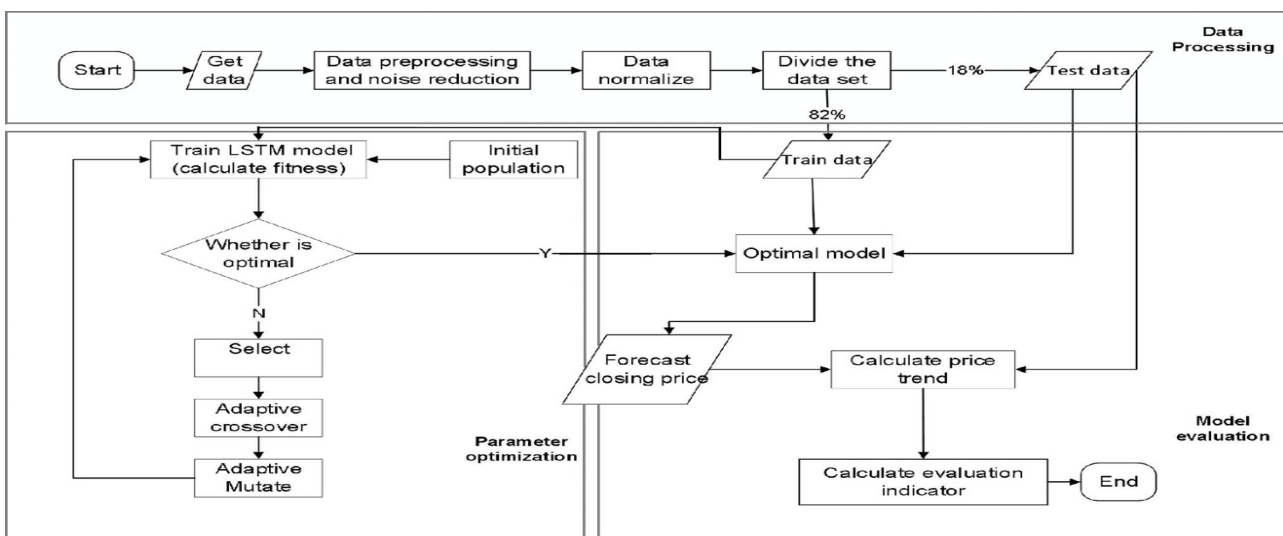 Data
Processing
Start
Get
data
Data preprocessing
and noise reduction
Data
normalize
Divide the
data set
18%
Test data
82%
Train LSTM model
(calculate fitness)
Initial
population
Train data
Whether is
optimal
Y
Optimal model
N
Select
Forecast
closing price
Calculate price
trend
Adaptive
crossover
Parameter
optimization
Model
evaluation
Adaptive
Mutate
Calculate evaluation
indicator
End